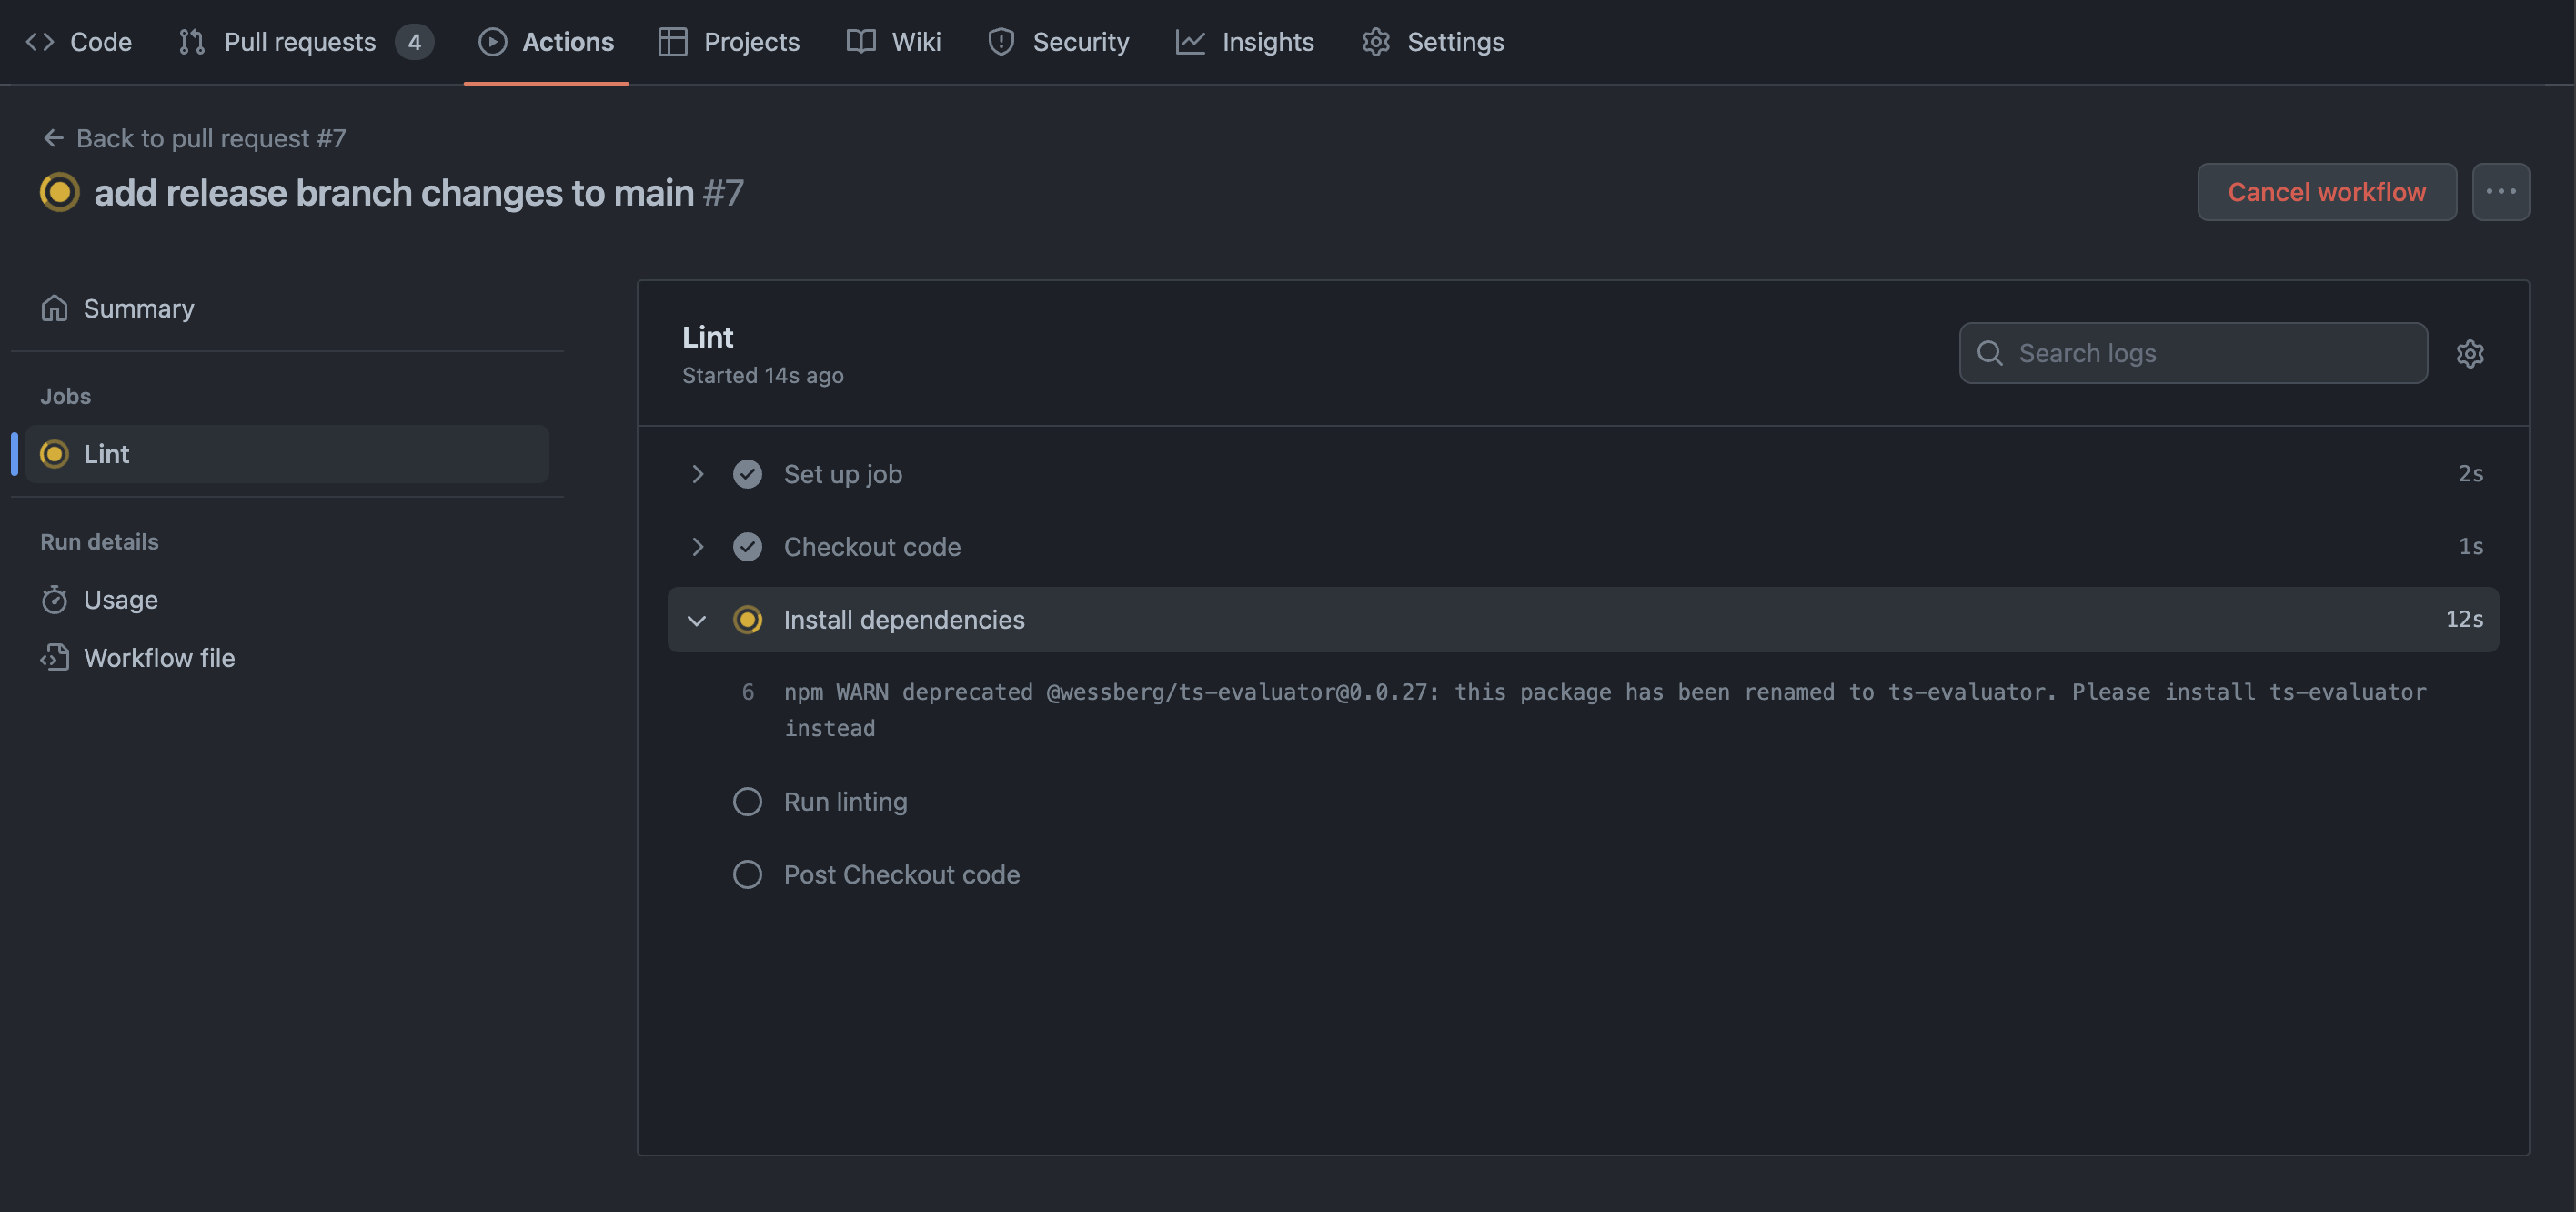 Code Pull requests 4 Actions Projects Wiki Security Insights Settings
Back to pull request #7
add release branch changes to main #7
Cancel workflow
Summary
Jobs
Lint
Run details
Usage
Workflow file
Lint
Started 14s ago
Search logs
Set up job 2s
Checkout code 1s
Install dependencies 12s
6 npm WARN deprecated @wessberg/ts-evaluator@0.0.27: this package has been renamed to ts-evaluator. Please install ts-evaluator
instead
Run linting
Post Checkout code